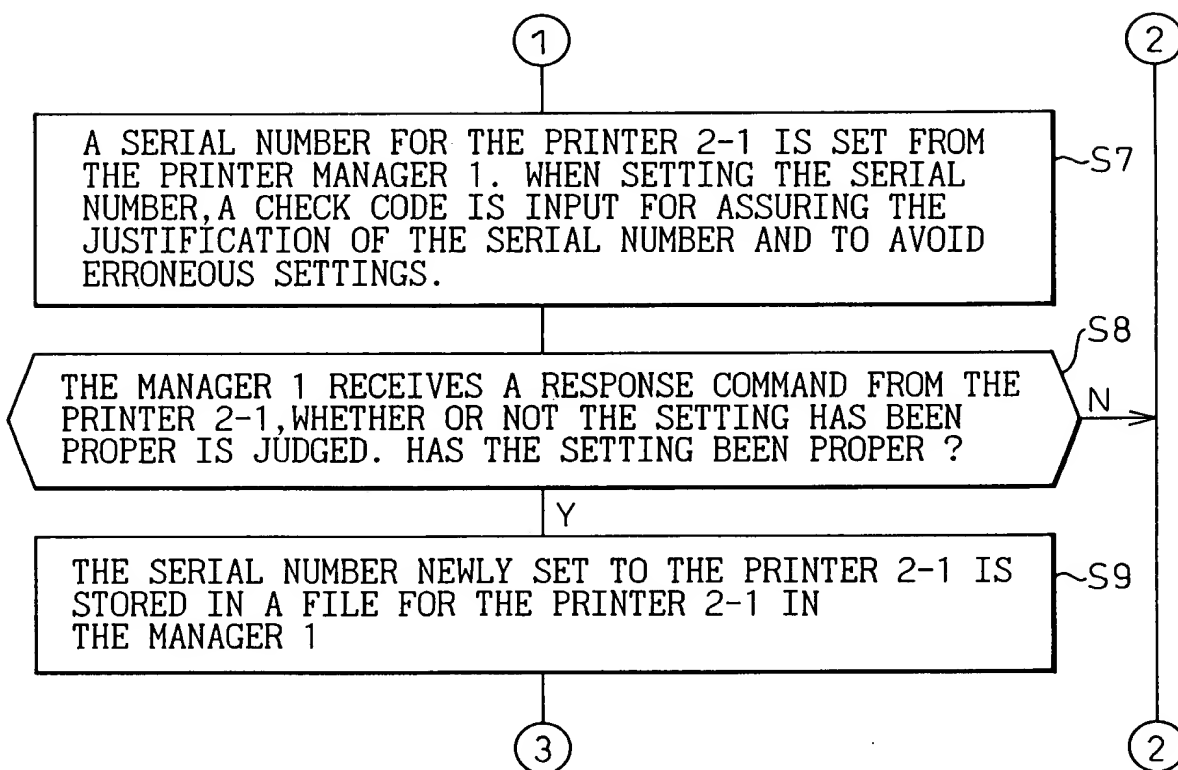 1
2
A SERIAL NUMBER FOR THE PRINTER 2-1 IS SET FROM
THE PRINTER MANAGER 1. WHEN SETTING THE SERIAL
NUMBER,A CHECK CODE IS INPUT FOR ASSURING THE
JUSTIFICATION OF THE SERIAL NUMBER AND TO AVOID
ERRONEOUS SETTINGS.
S7
S8
THE MANAGER 1 RECEIVES A RESPONSE COMMAND FROM THE
PRINTER 2-1,WHETHER OR NOT THE SETTING HAS BEEN
PROPER IS JUDGED. HAS THE SETTING BEEN PROPER ?
N
Y
THE SERIAL NUMBER NEWLY SET TO THE PRINTER 2-1 IS
STORED IN A FILE FOR THE PRINTER 2-1 IN
THE MANAGER 1
S9
3
2